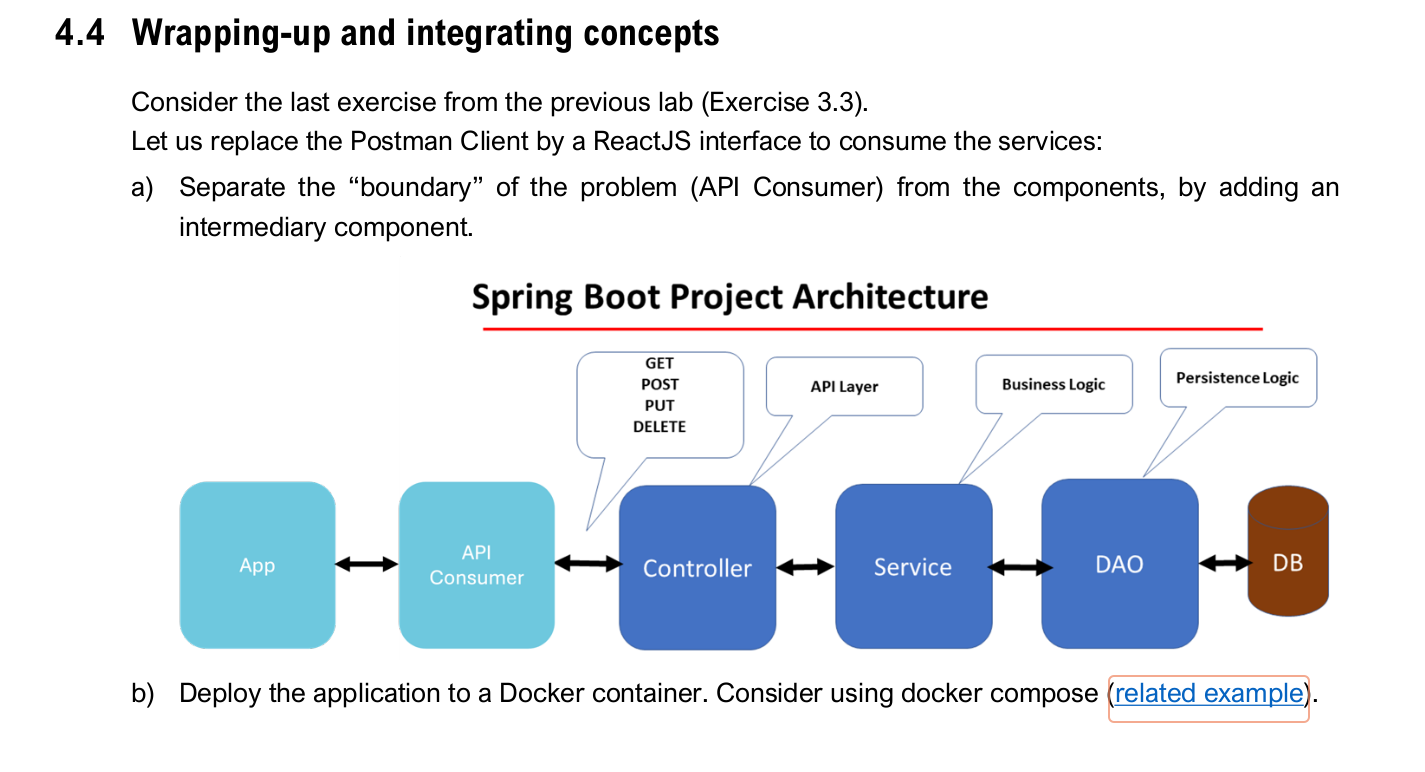 4.4 Wrapping-up and integrating concepts
Consider the last exercise from the previous lab (Exercise 3.3).
Let us replace the Postman Client by a ReactJS interface to consume the services:
a) Separate the “boundary” of the problem (API Consumer) from the components, by adding an
intermediary component.
Spring Boot Project Architecture
GET
POST
PUT
DELETE
API Layer
Business Logic
Persistence Logic
App
API
Consumer
Controller
Service
DAO
DB
b) Deploy the application to a Docker container. Consider using docker compose (related example).